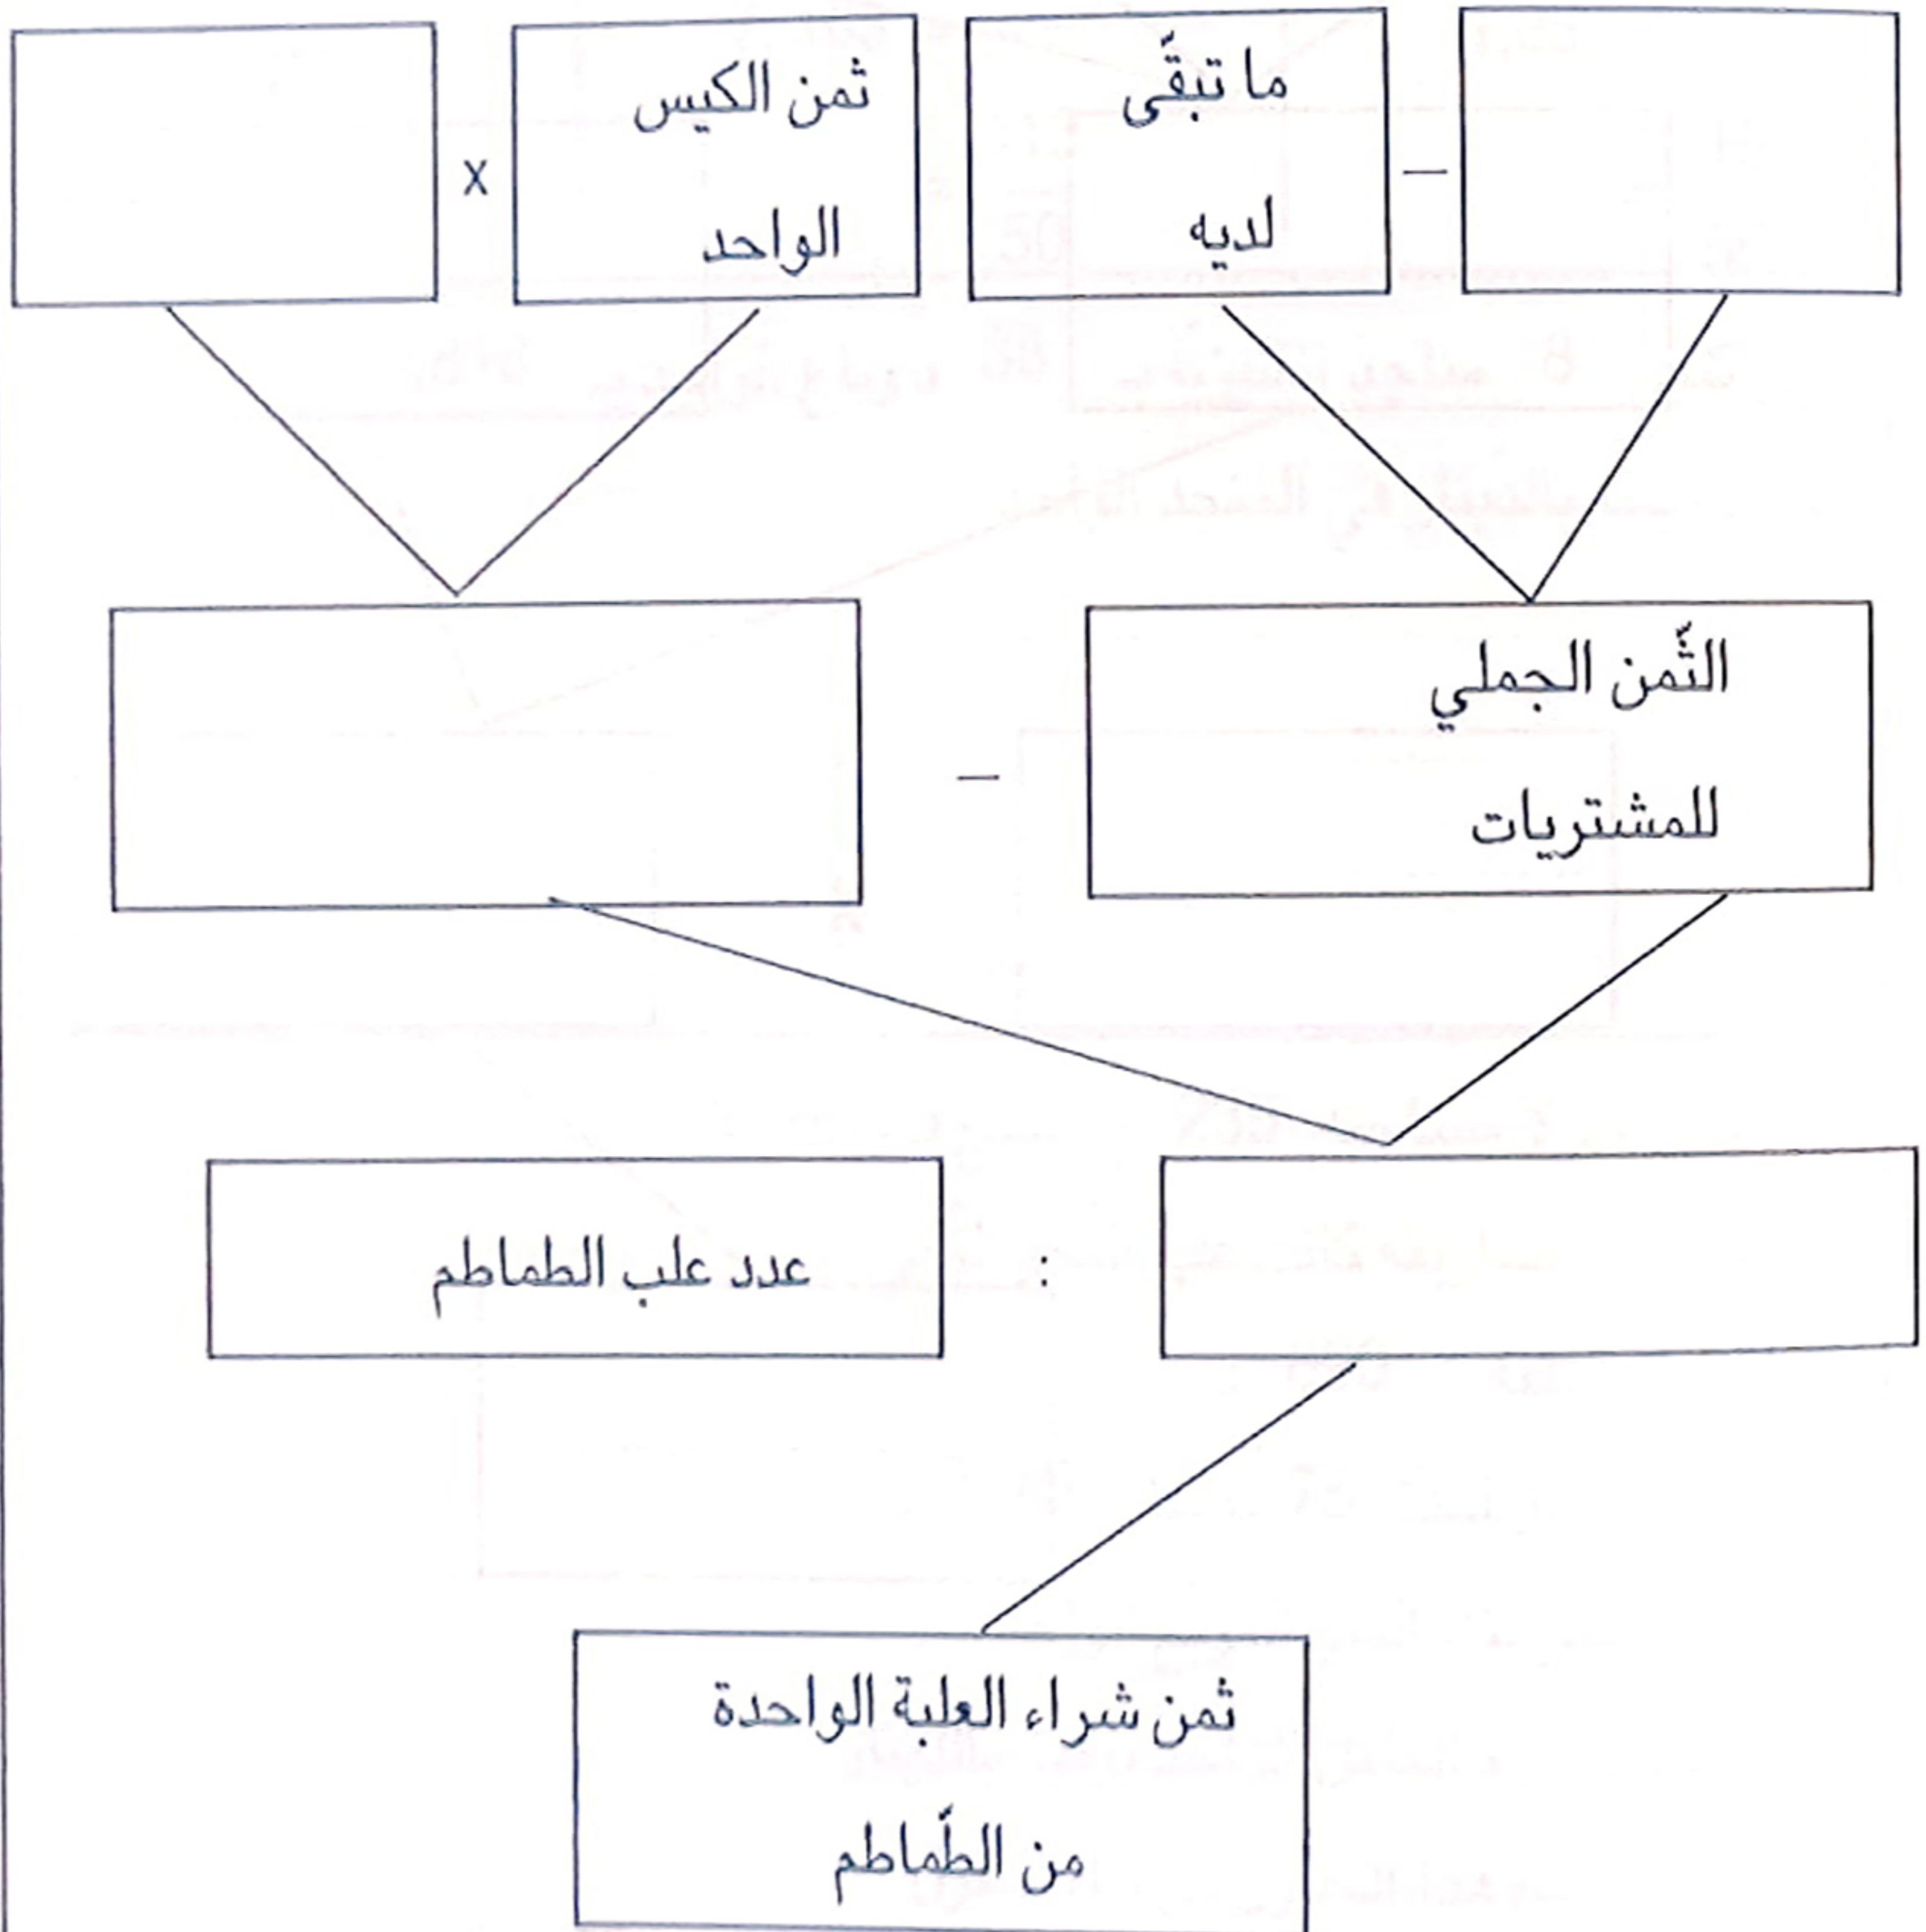 ما تبقّى
لديه
−
ثمن الكيس
الواحد
x
الثّمن الجملي
للمشتريات
−
عدد علب الطماطم
:
ثمن شراء العلبة الواحدة
من الطّماطم